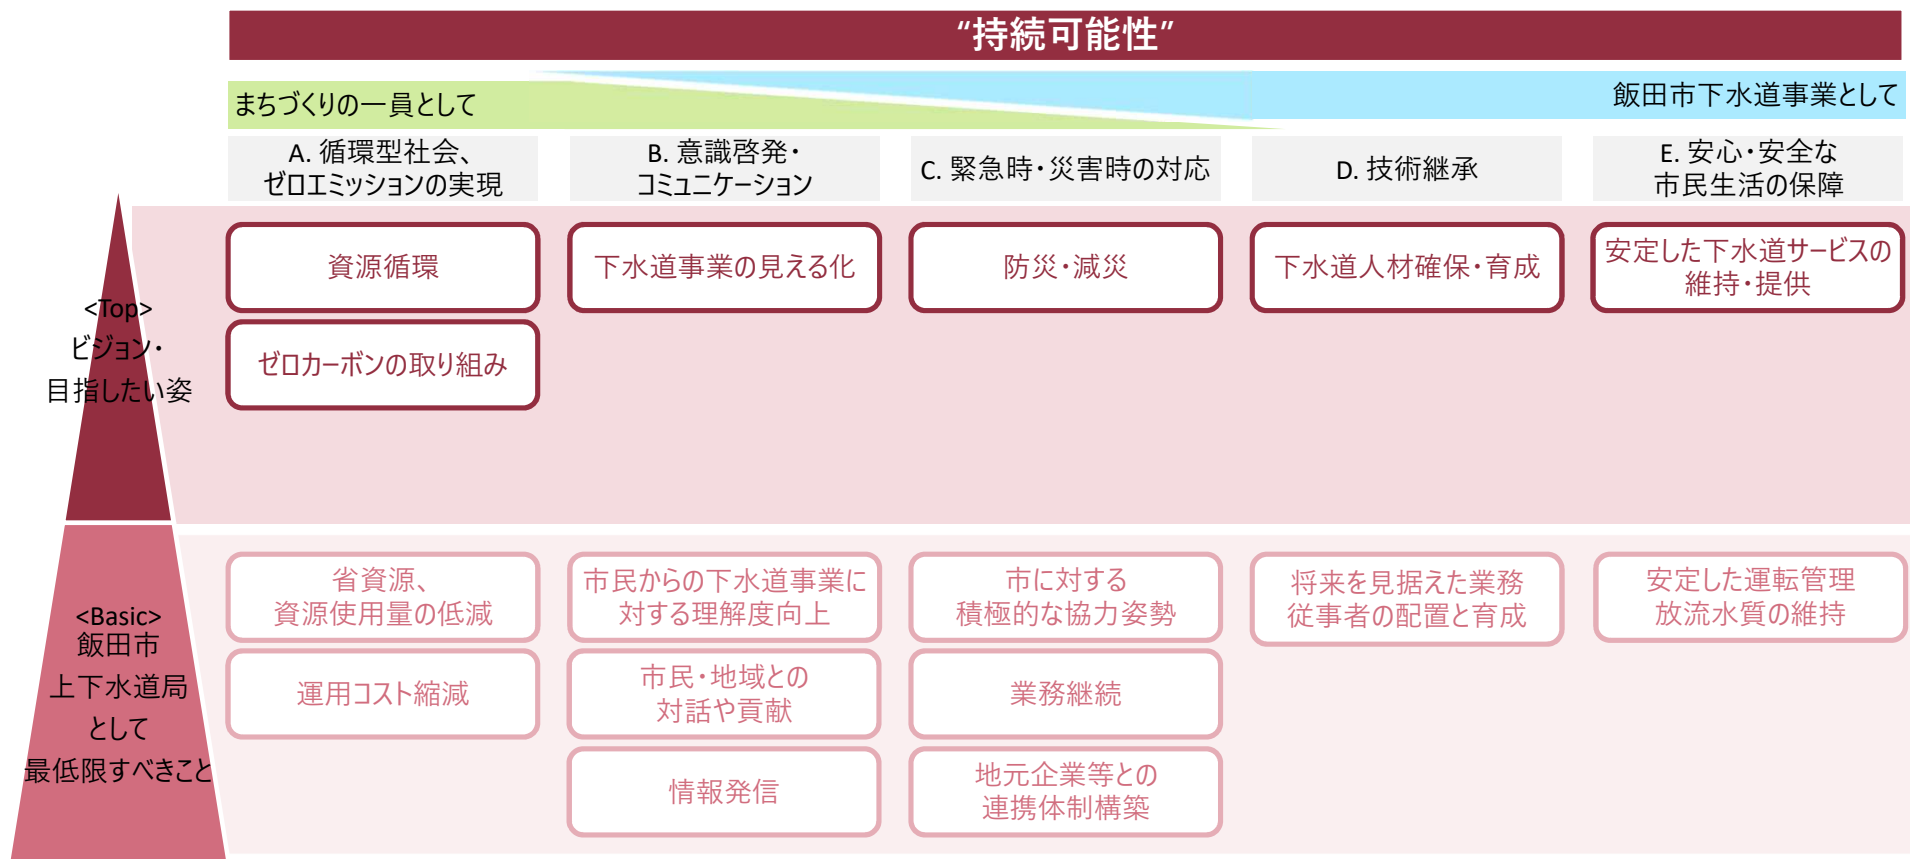 “持続可能性”
まちづくりの一員として
飯田市下水道事業として
A. 循環型社会、
ゼロエミッションの実現
B. 意識啓発・
コミュニケーション
C. 緊急時・災害時の対応
D. 技術継承
E. 安心・安全な
市民生活の保障
<Top>
ビジョン・
目指したい姿
資源循環
下水道事業の見える化
防災・減災
下水道人材確保・育成
安定した下水道サービスの
維持・提供
ゼロカーボンの取り組み
<Basic>
飯田市
上下水道局
として
最低限すべきこと
省資源、
資源使用量の低減
市民からの下水道事業に
対する理解度向上
市に対する
積極的な協力姿勢
将来を見据えた業務
従事者の配置と育成
安定した運転管理
放流水質の維持
運用コスト縮減
市民・地域との
対話や貢献
業務継続
情報発信
地元企業等との
連携体制構築